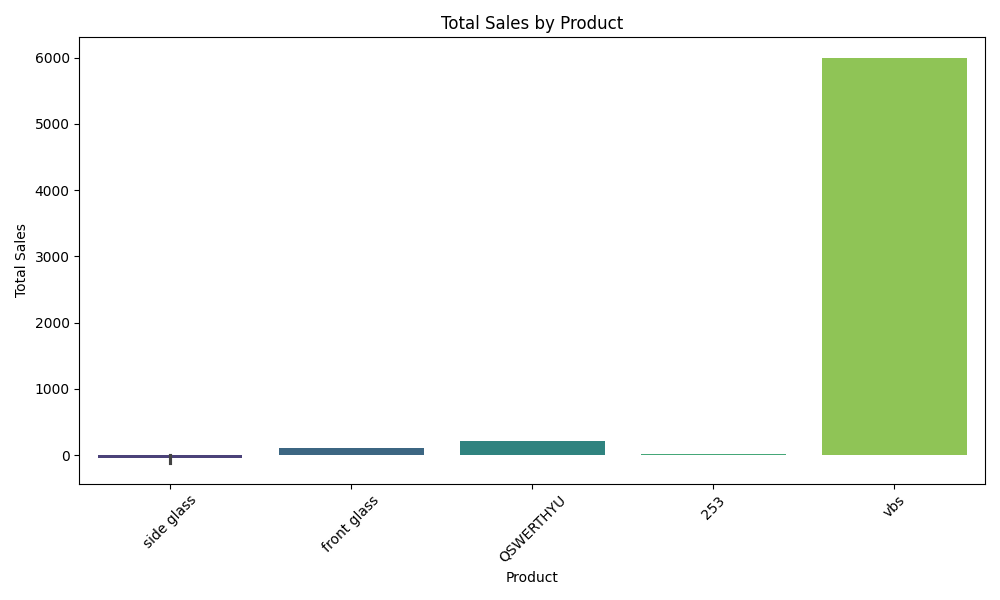 Total Sales by Product
Total Sales
6000
5000
4000
3000
2000
1000
0
side glass
front glass
QSWERTHYU
253
vbs
Product